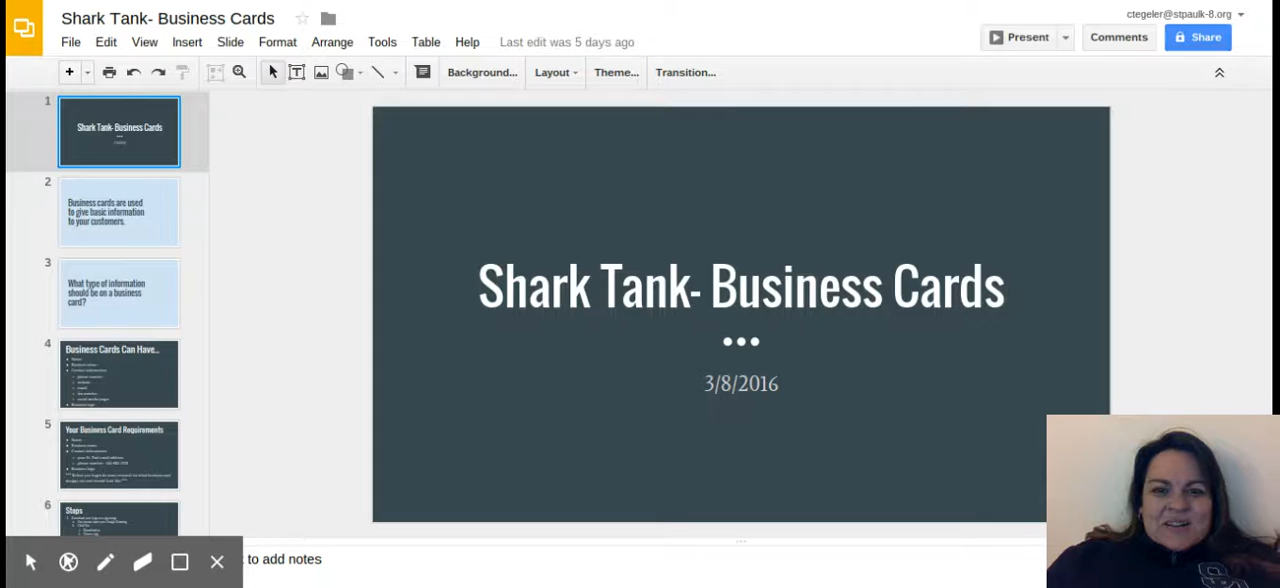 Shark Tank- Business Cards
ctegeler@stpaulk-8.org
File Edit View Insert Slide Format Arrange Tools Table Help Last edit was 5 days ago
Present Comments Share
Background... Layout Theme... Transition...
1
Shark Tank- Business Cards
2
Business cards are used
to give basic information
to your customers.
3
What type of information
should be on a business
card?
4
Business Cards Can Have...
5
Your Business Card Requirements
6
Steps
Shark Tank- Business Cards
3/8/2016
to add notes